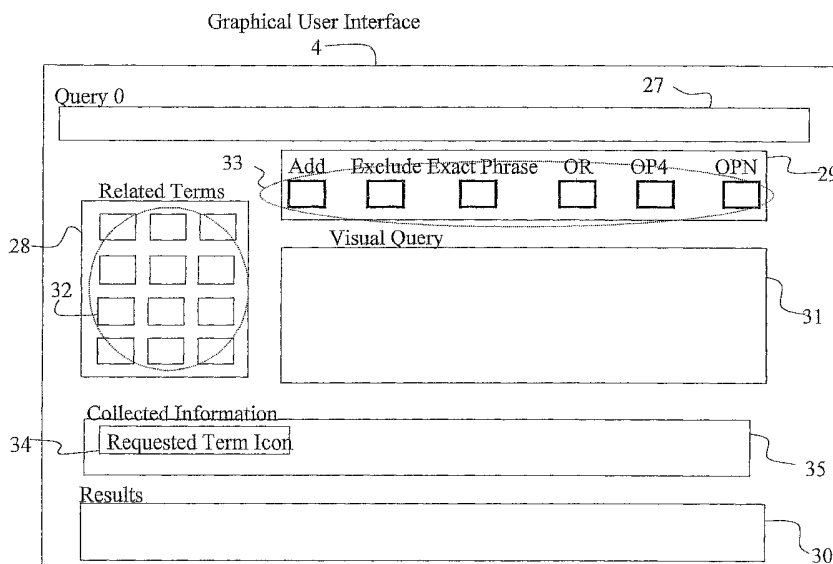 Graphical User Interface
4
Query 0
27
33
Add Exclude Exact Phrase OR OP4 OPN
29
Related Terms
28
Visual Query
32
31
Collected Information
34
Requested Term Icon
35
Results
30